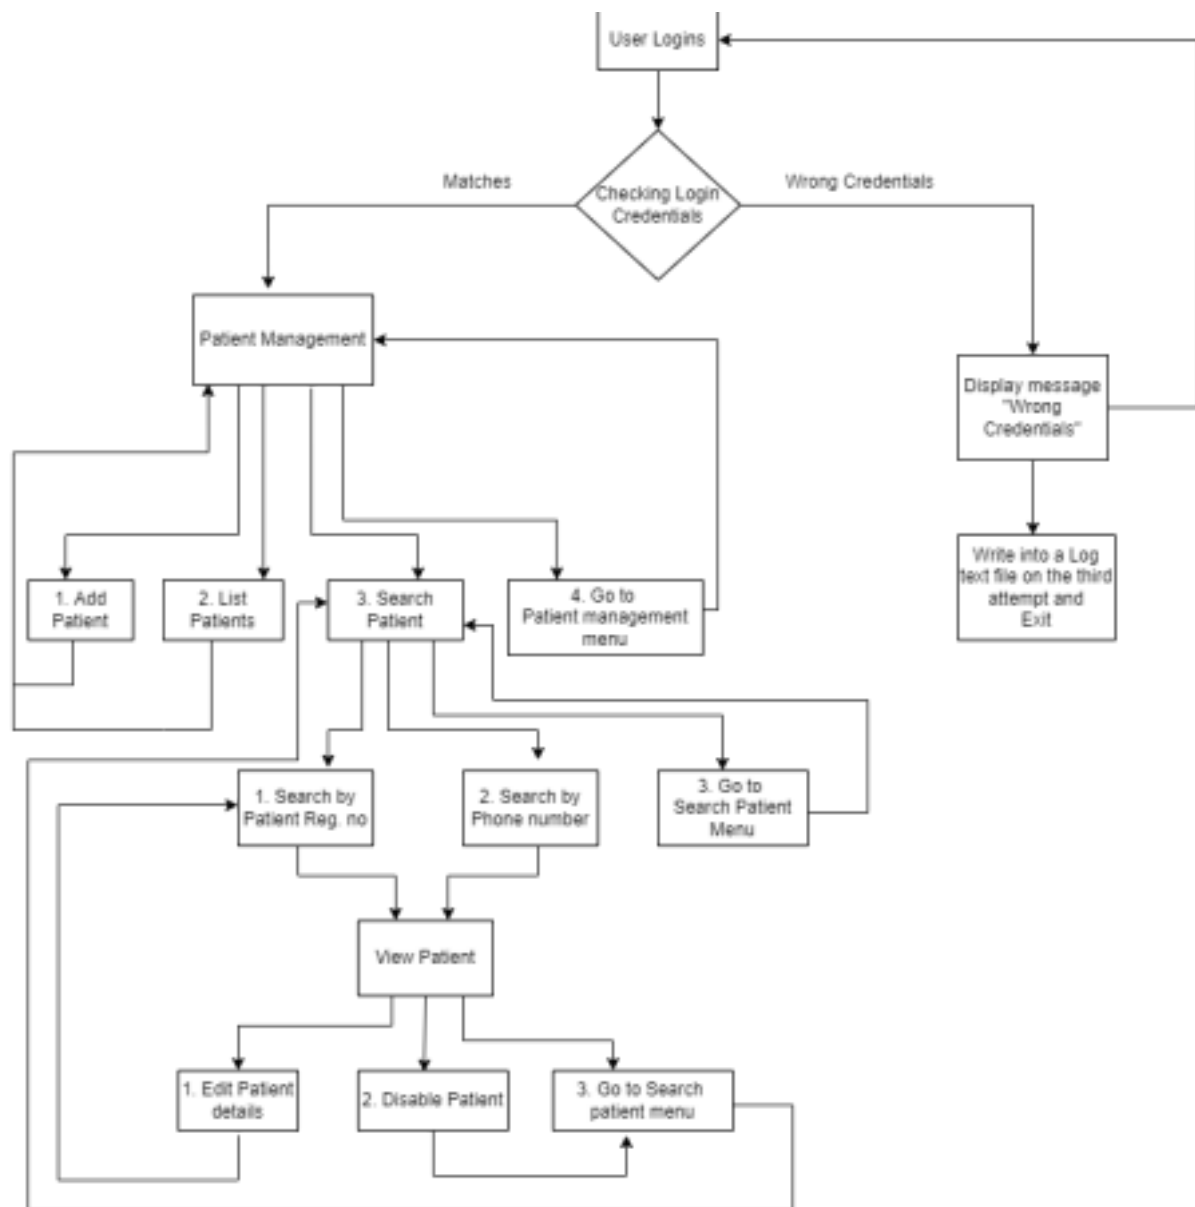 User Logins
Matches
Wrong Credentials
Checking Login
Credentials
Patient Management
Display message
"Wrong
Credentials"
Write into a Log
text file on the third
attempt and
Exit
1. Add
Patient
2. List
Patients
3. Search
Patient
4. Go to
Patient management
menu
1. Search by
Patient Reg. no
2. Search by
Phone number
3. Go to
Search Patient
Menu
View Patient
1. Edit Patient
details
2. Disable Patient
3. Go to Search
patient menu